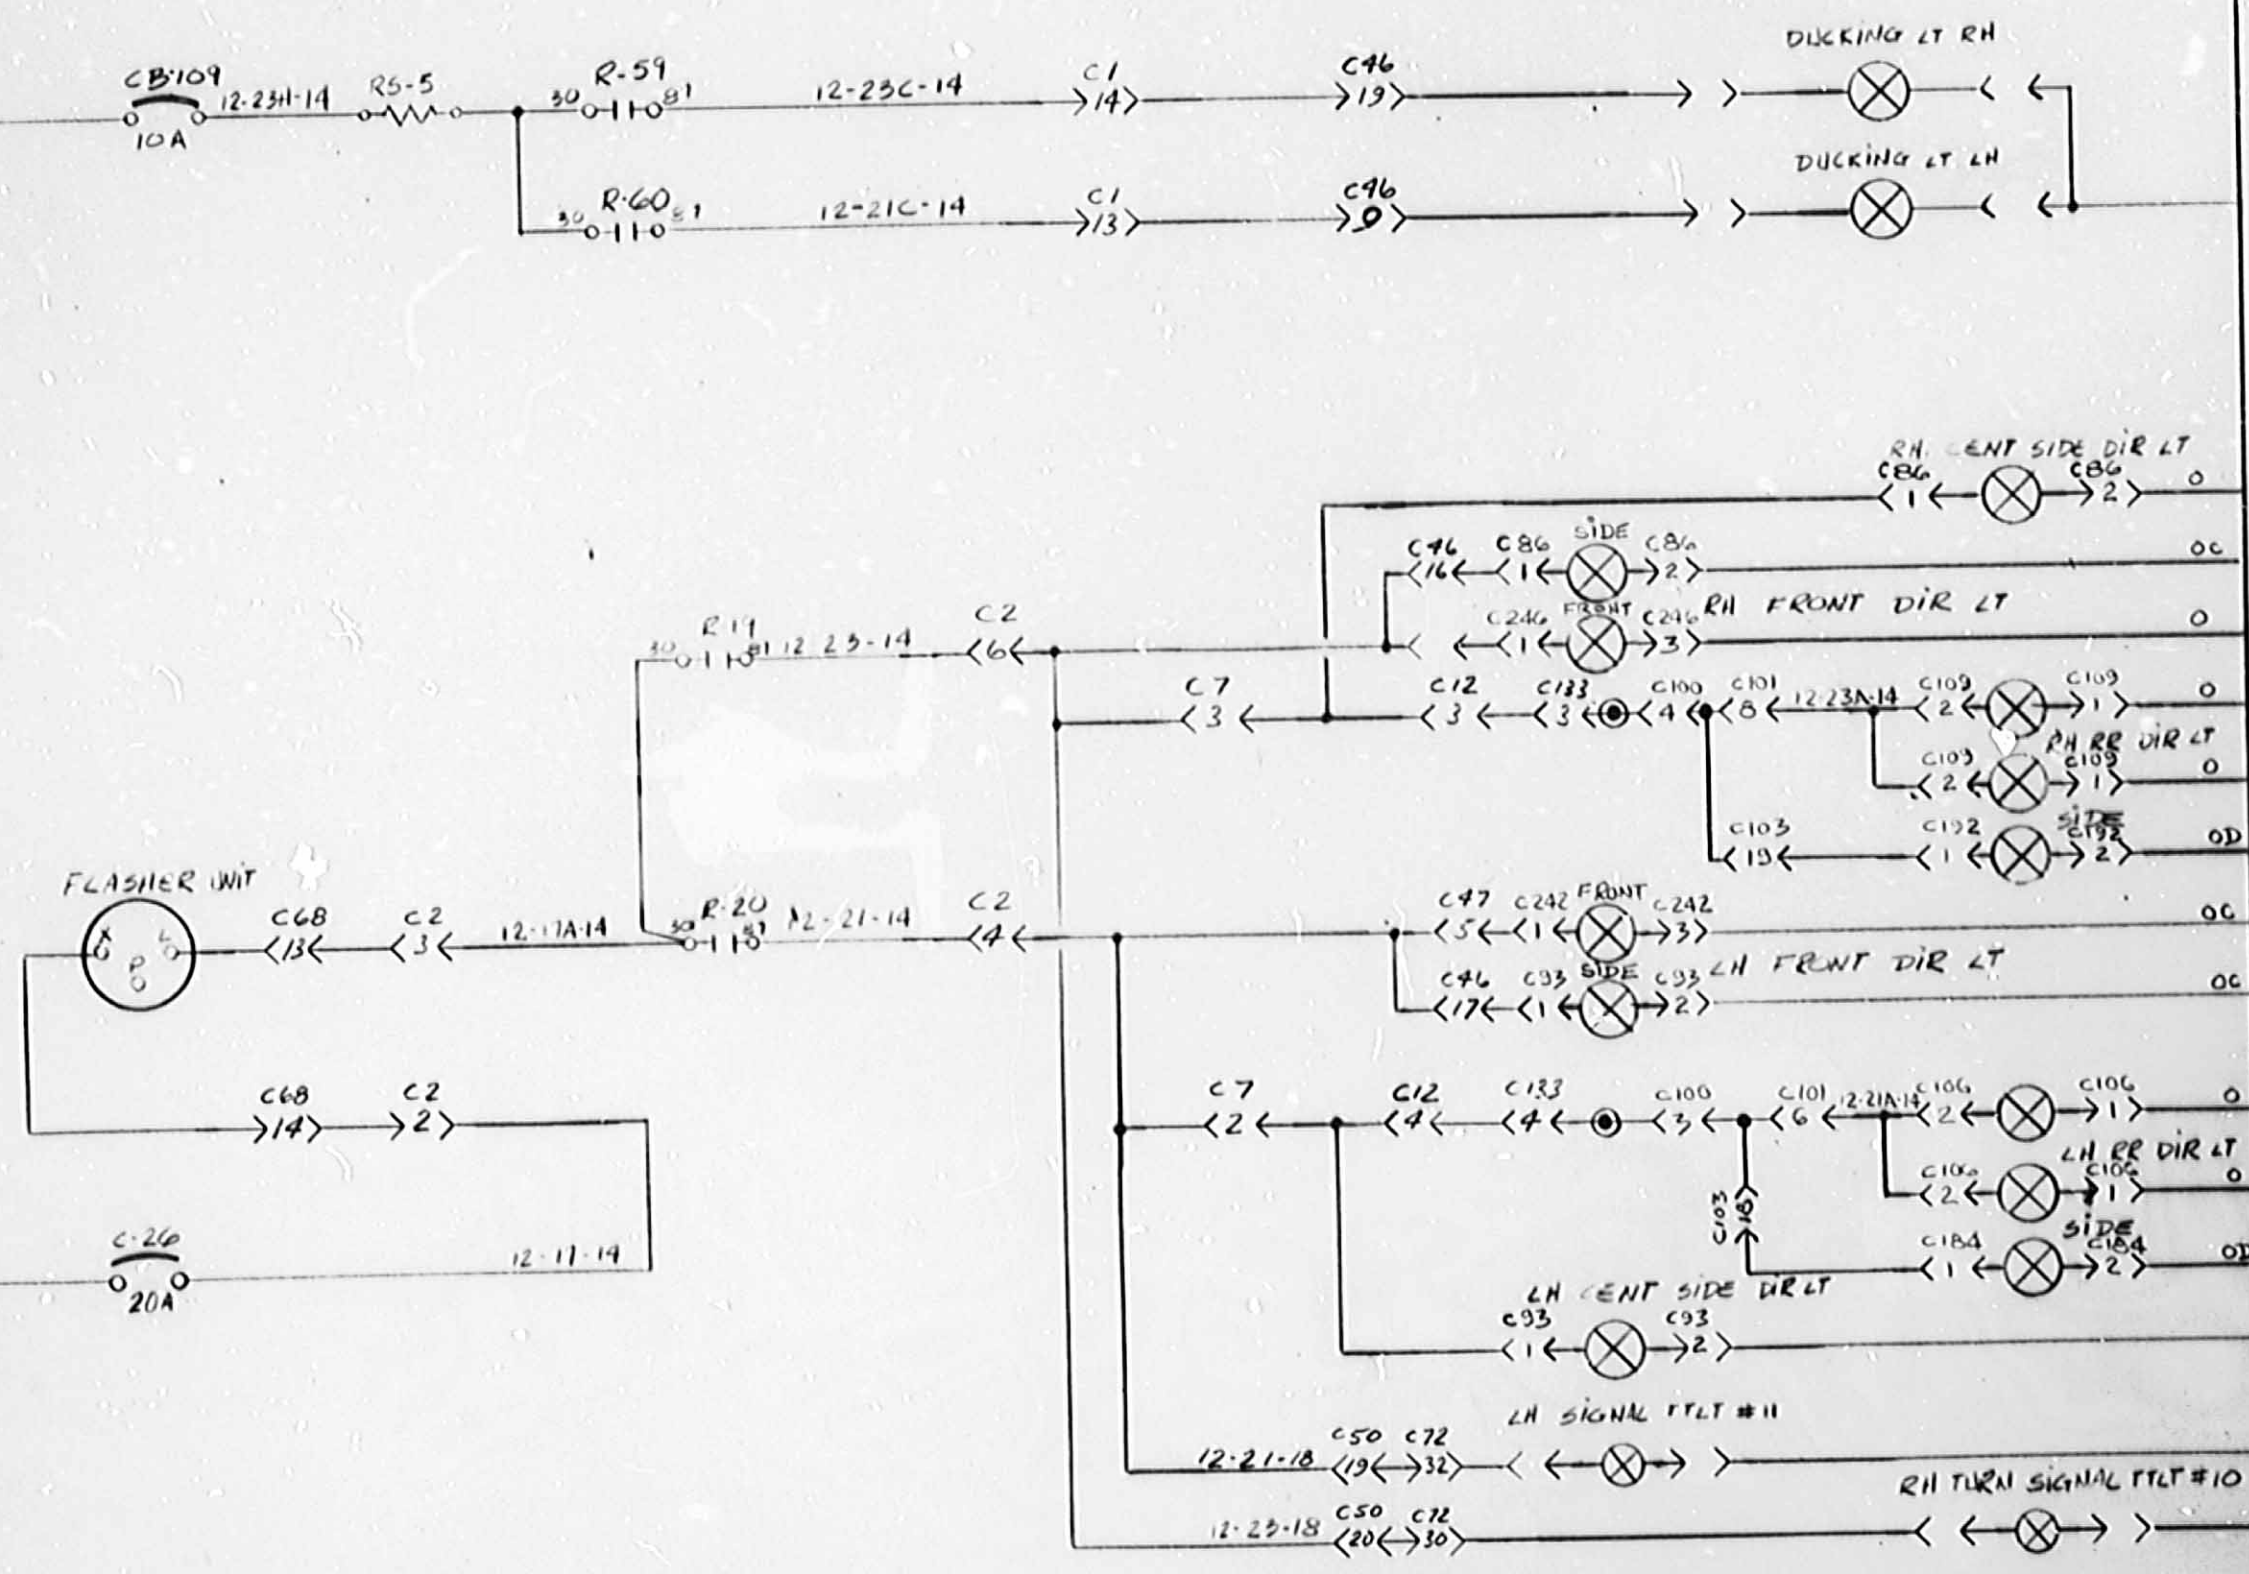 DUCKING LT RH
CB-109 12-23H-14 RS-5 30 R-59 81 12-23C-14 C1 14 C46 19
10A
DUCKING LT LH
30 R-60 81 12-21C-14 C1 13 C46 9
RH ENT SIDE DIR LT
C86 1 C86 2 O
SIDE
C46 16 C86 1 C86 2 OC
FRONT RH FRONT DIR LT
C246 1 C246 3 O
30 R-19 81 12 23-14 C2 6
C7 3 C12 3 C133 3 C100 4 C101 8 12-23A-14 C109 2 C109 1 O
RH RR DIR LT
C109 2 C109 1 O
SIDE
C103 19 C192 1 C192 2 OD
FLASHER UNIT
X L P
C68 13 C2 3 12-17A-14 30 R-20 81 12-21-14 C2 4
FRONT
C47 5 C242 1 C242 3 OC
SIDE LH FRONT DIR LT
C46 17 C93 1 C93 2 OC
C68 14 C2 2
C7 2 C12 4 C133 4 C100 3 C101 6 12-21A-14 C106 2 C106 1 O
LH RR DIR LT
C106 2 C106 1 O
C103 18
SIDE
C184 1 C184 2 OD
C-26 12-17-14
20A
LH ENT SIDE DIR LT
C93 1 C93 2
LH SIGNAL TTLT #11
12-21-18 C50 19 C72 32
RH TURN SIGNAL TTLT #10
12-23-18 C50 20 C72 30